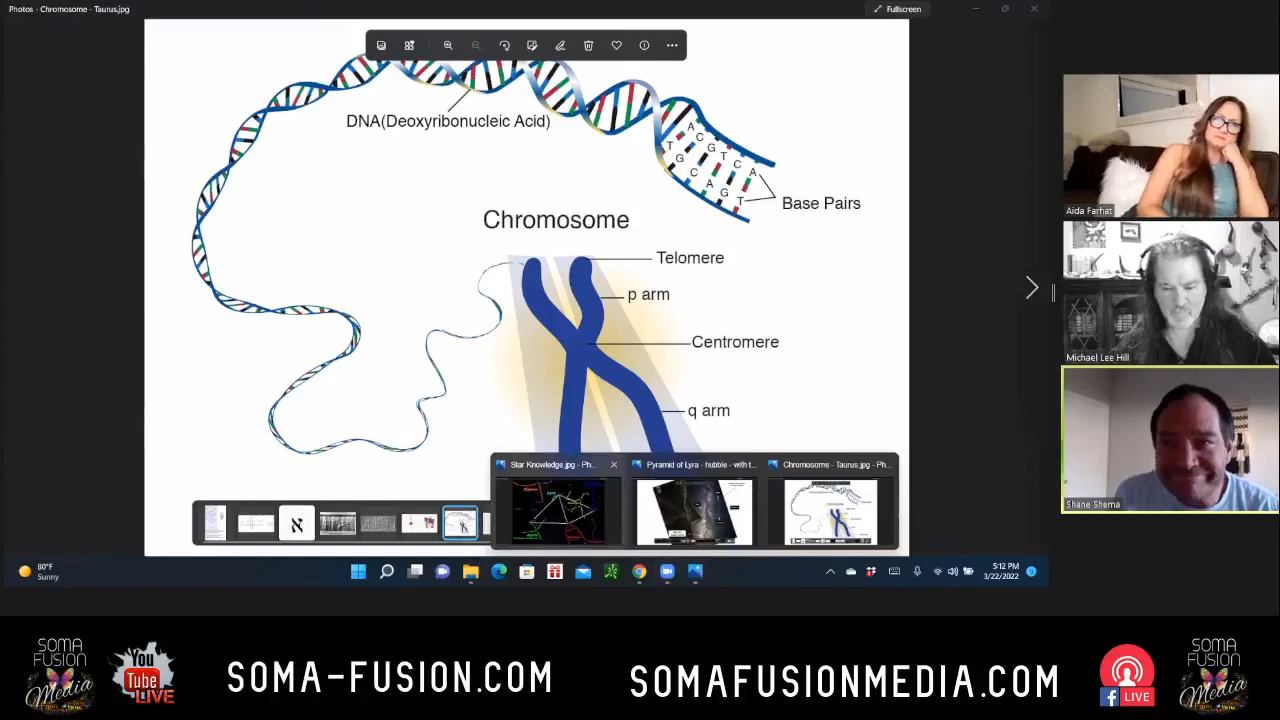 Photos - Chromosome - Taurus.jpg
Fullscreen
DNA(Deoxyribonucleic Acid)
A
C
G
T
C
A
T
G
C
A
G
T
Base Pairs
Chromosome
Telomere
p arm
Centromere
q arm
Aida Farhat
Michael Lee Hill
Shane Shema
Star Knowledge.jpg - Ph...
Pyramid of Lyra - hubble - with t...
Chromosome - Taurus.jpg - Ph...
80°F
Sunny
5:12 PM
3/22/2022
SOMA
FUSION
Media
You
Tube
LIVE
SOMA-FUSION.COM
SOMAFUSIONMEDIA.COM
f LIVE
SOMA
FUSION
Media